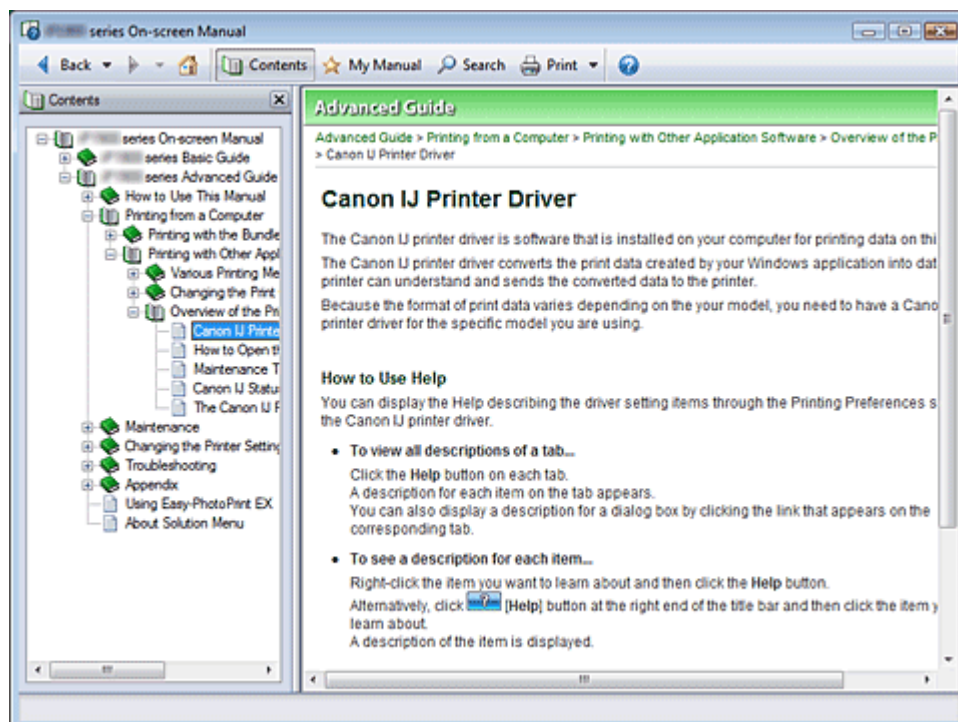 series On-screen Manual
Back
Contents
My Manual
Search
Print
Contents
series On-screen Manual
series Basic Guide
series Advanced Guide
How to Use This Manual
Printing from a Computer
Printing with the Bundle
Printing with Other Appl
Various Printing Me
Changing the Print
Overview of the Pri
Canon IJ Printe
How to Open th
Maintenance T
Canon IJ Statu
The Canon IJ P
Maintenance
Changing the Printer Setting
Troubleshooting
Appendix
Using Easy-PhotoPrint EX
About Solution Menu
Advanced Guide
Advanced Guide > Printing from a Computer > Printing with Other Application Software > Overview of the P
> Canon IJ Printer Driver
Canon IJ Printer Driver
The Canon IJ printer driver is software that is installed on your computer for printing data on thi
The Canon IJ printer driver converts the print data created by your Windows application into dat
printer can understand and sends the converted data to the printer.
Because the format of print data varies depending on the your model, you need to have a Cano
printer driver for the specific model you are using.
How to Use Help
You can display the Help describing the driver setting items through the Printing Preferences s
the Canon IJ printer driver.
• To view all descriptions of a tab...
Click the Help button on each tab.
A description for each item on the tab appears.
You can also display a description for a dialog box by clicking the link that appears on the
corresponding tab.
• To see a description for each item...
Right-click the item you want to learn about and then click the Help button.
Alternatively, click [Help] button at the right end of the title bar and then click the item y
learn about.
A description of the item is displayed.